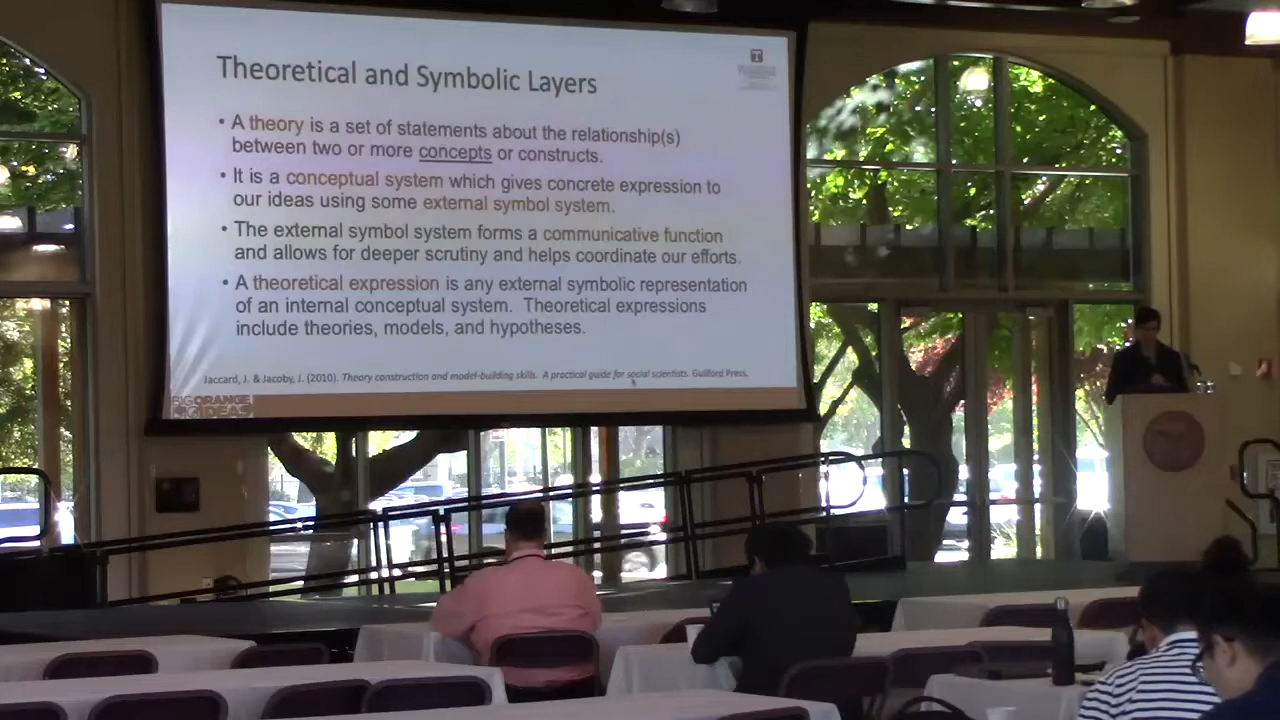 Theoretical and Symbolic Layers
• A theory is a set of statements about the relationship(s)
between two or more concepts or constructs.
• It is a conceptual system which gives concrete expression to
our ideas using some external symbol system.
• The external symbol system forms a communicative function
and allows for deeper scrutiny and helps coordinate our efforts.
• A theoretical expression is any external symbolic representation
of an internal conceptual system. Theoretical expressions
include theories, models, and hypotheses.
Jaccard, J. & Jacoby, J. (2010). Theory construction and model-building skills. A practical guide for social scientists. Guilford Press.
BIG ORANGE
BIG IDEAS